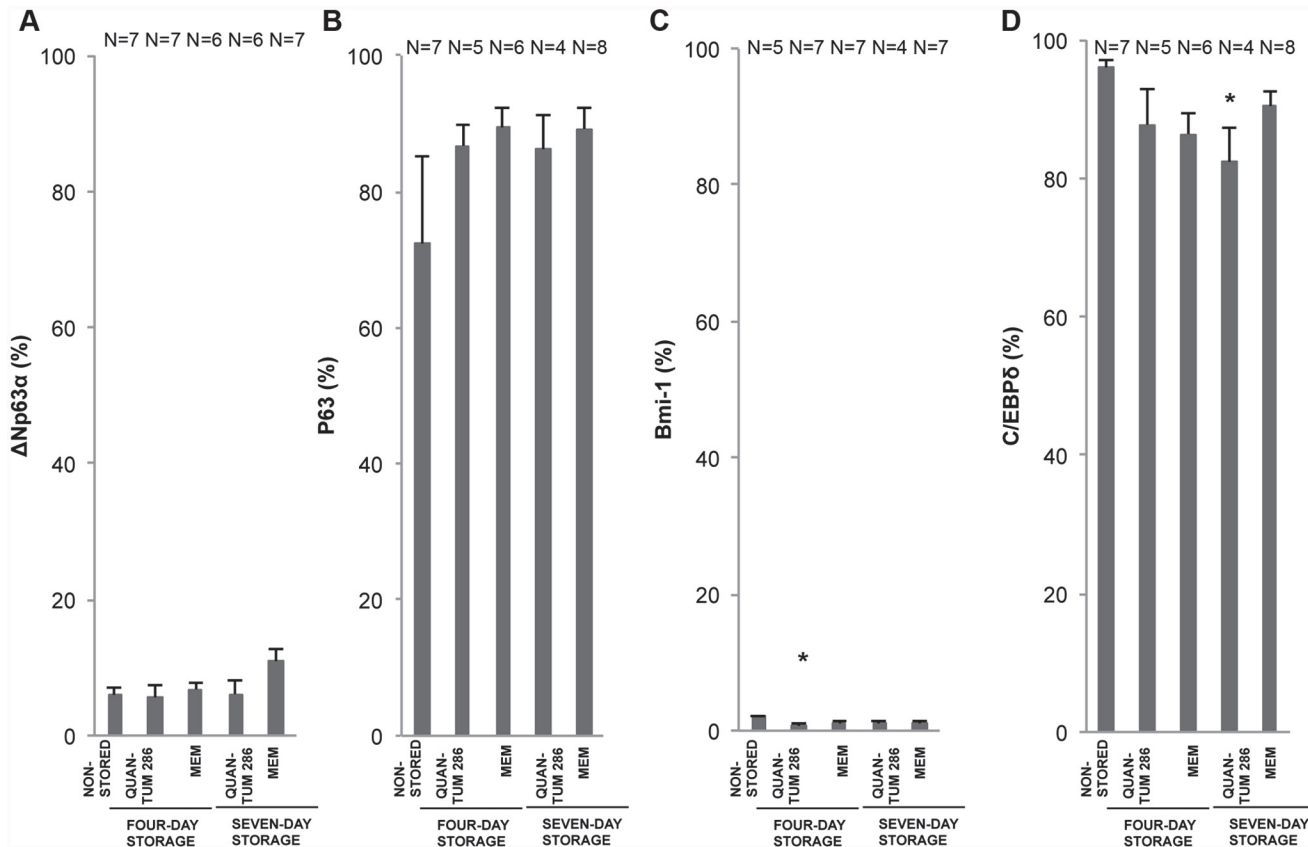 A
N=7 N=7 N=6 N=6 N=7
100
80
60
40
20
0
ΔNp63α (%)
NON-
STORED
QUAN-
TUM 286
MEM
QUAN-
TUM 286
MEM
FOUR-DAY
STORAGE
SEVEN-DAY
STORAGE
B
N=7 N=5 N=6 N=4 N=8
100
80
60
40
20
0
P63 (%)
NON-
STORED
QUAN-
TUM 286
MEM
QUAN-
TUM 286
MEM
FOUR-DAY
STORAGE
SEVEN-DAY
STORAGE
C
N=5 N=7 N=7 N=4 N=7
100
80
60
40
20
0
Bmi-1 (%)
*
NON-
STORED
QUAN-
TUM 286
MEM
QUAN-
TUM 286
MEM
FOUR-DAY
STORAGE
SEVEN-DAY
STORAGE
D
N=7 N=5 N=6 N=4 N=8
100
80
60
40
20
0
C/EBPδ (%)
*
NON-
STORED
QUAN-
TUM 286
MEM
QUAN-
TUM 286
MEM
FOUR-DAY
STORAGE
SEVEN-DAY
STORAGE